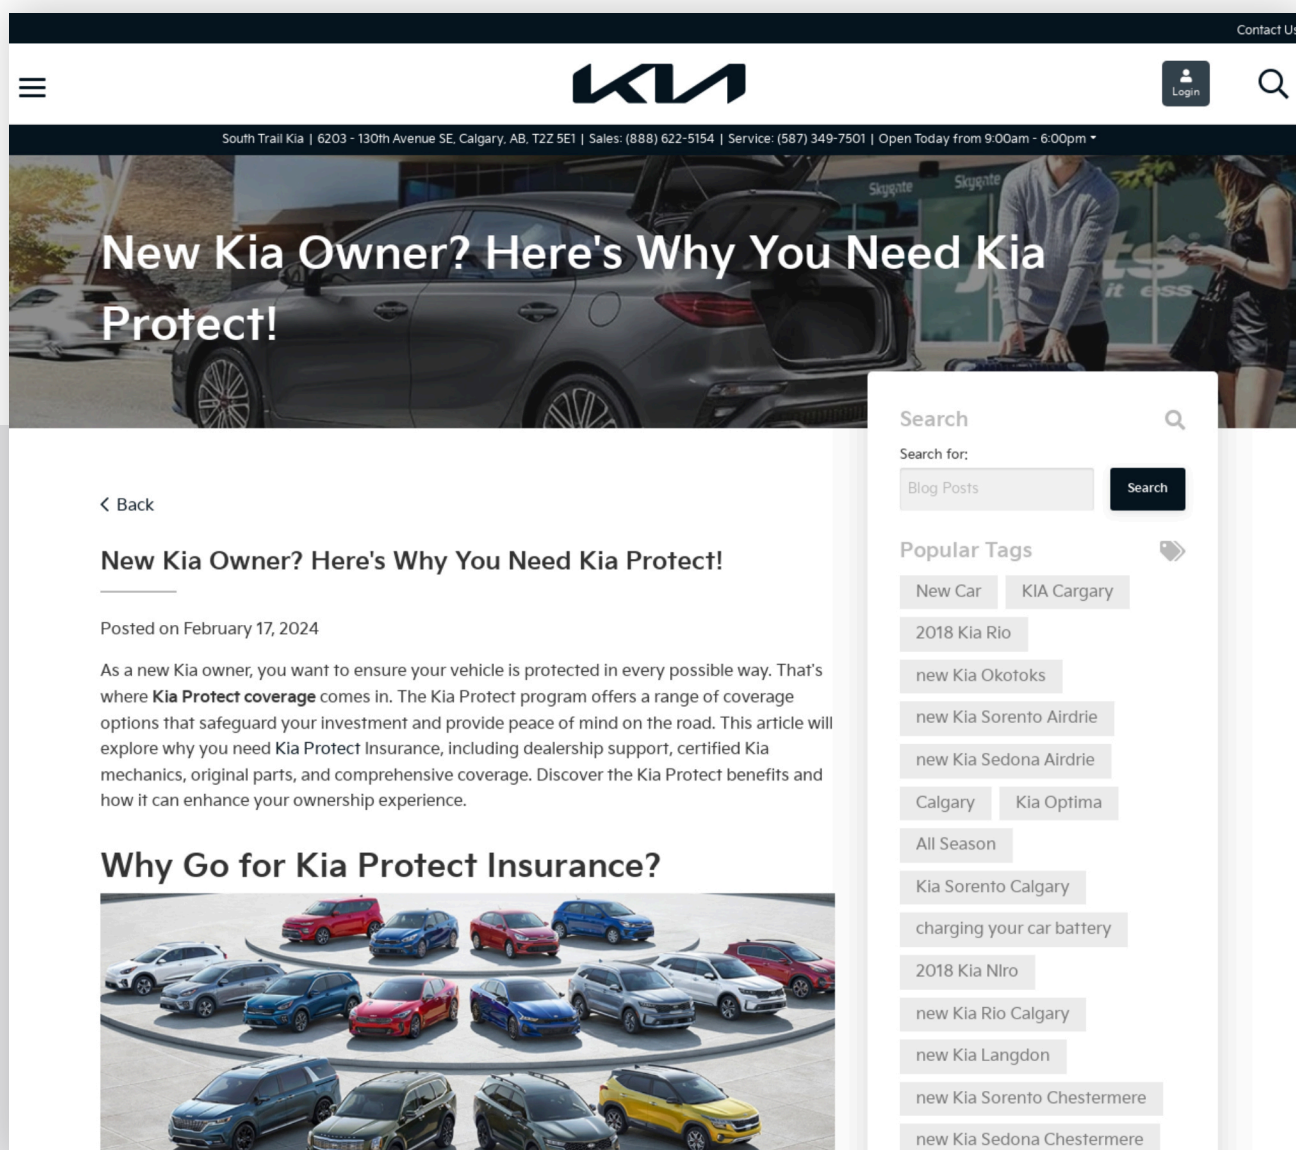 Contact Us
KIA
Login
South Trail Kia | 6203 - 130th Avenue SE, Calgary, AB, T2Z 5E1 | Sales: (888) 622-5154 | Service: (587) 349-7501 | Open Today from 9:00am - 6:00pm
Skygate
Skygate
New Kia Owner? Here's Why You Need Kia
Protect!
Back
New Kia Owner? Here's Why You Need Kia Protect!
Posted on February 17, 2024
As a new Kia owner, you want to ensure your vehicle is protected in every possible way. That's
where Kia Protect coverage comes in. The Kia Protect program offers a range of coverage
options that safeguard your investment and provide peace of mind on the road. This article will
explore why you need Kia Protect Insurance, including dealership support, certified Kia
mechanics, original parts, and comprehensive coverage. Discover the Kia Protect benefits and
how it can enhance your ownership experience.
Why Go for Kia Protect Insurance?
Search
Search for:
Blog Posts
Search
Popular Tags
New Car
KIA Cargary
2018 Kia Rio
new Kia Okotoks
new Kia Sorento Airdrie
new Kia Sedona Airdrie
Calgary
Kia Optima
All Season
Kia Sorento Calgary
charging your car battery
2018 Kia NIro
new Kia Rio Calgary
new Kia Langdon
new Kia Sorento Chestermere
new Kia Sedona Chestermere